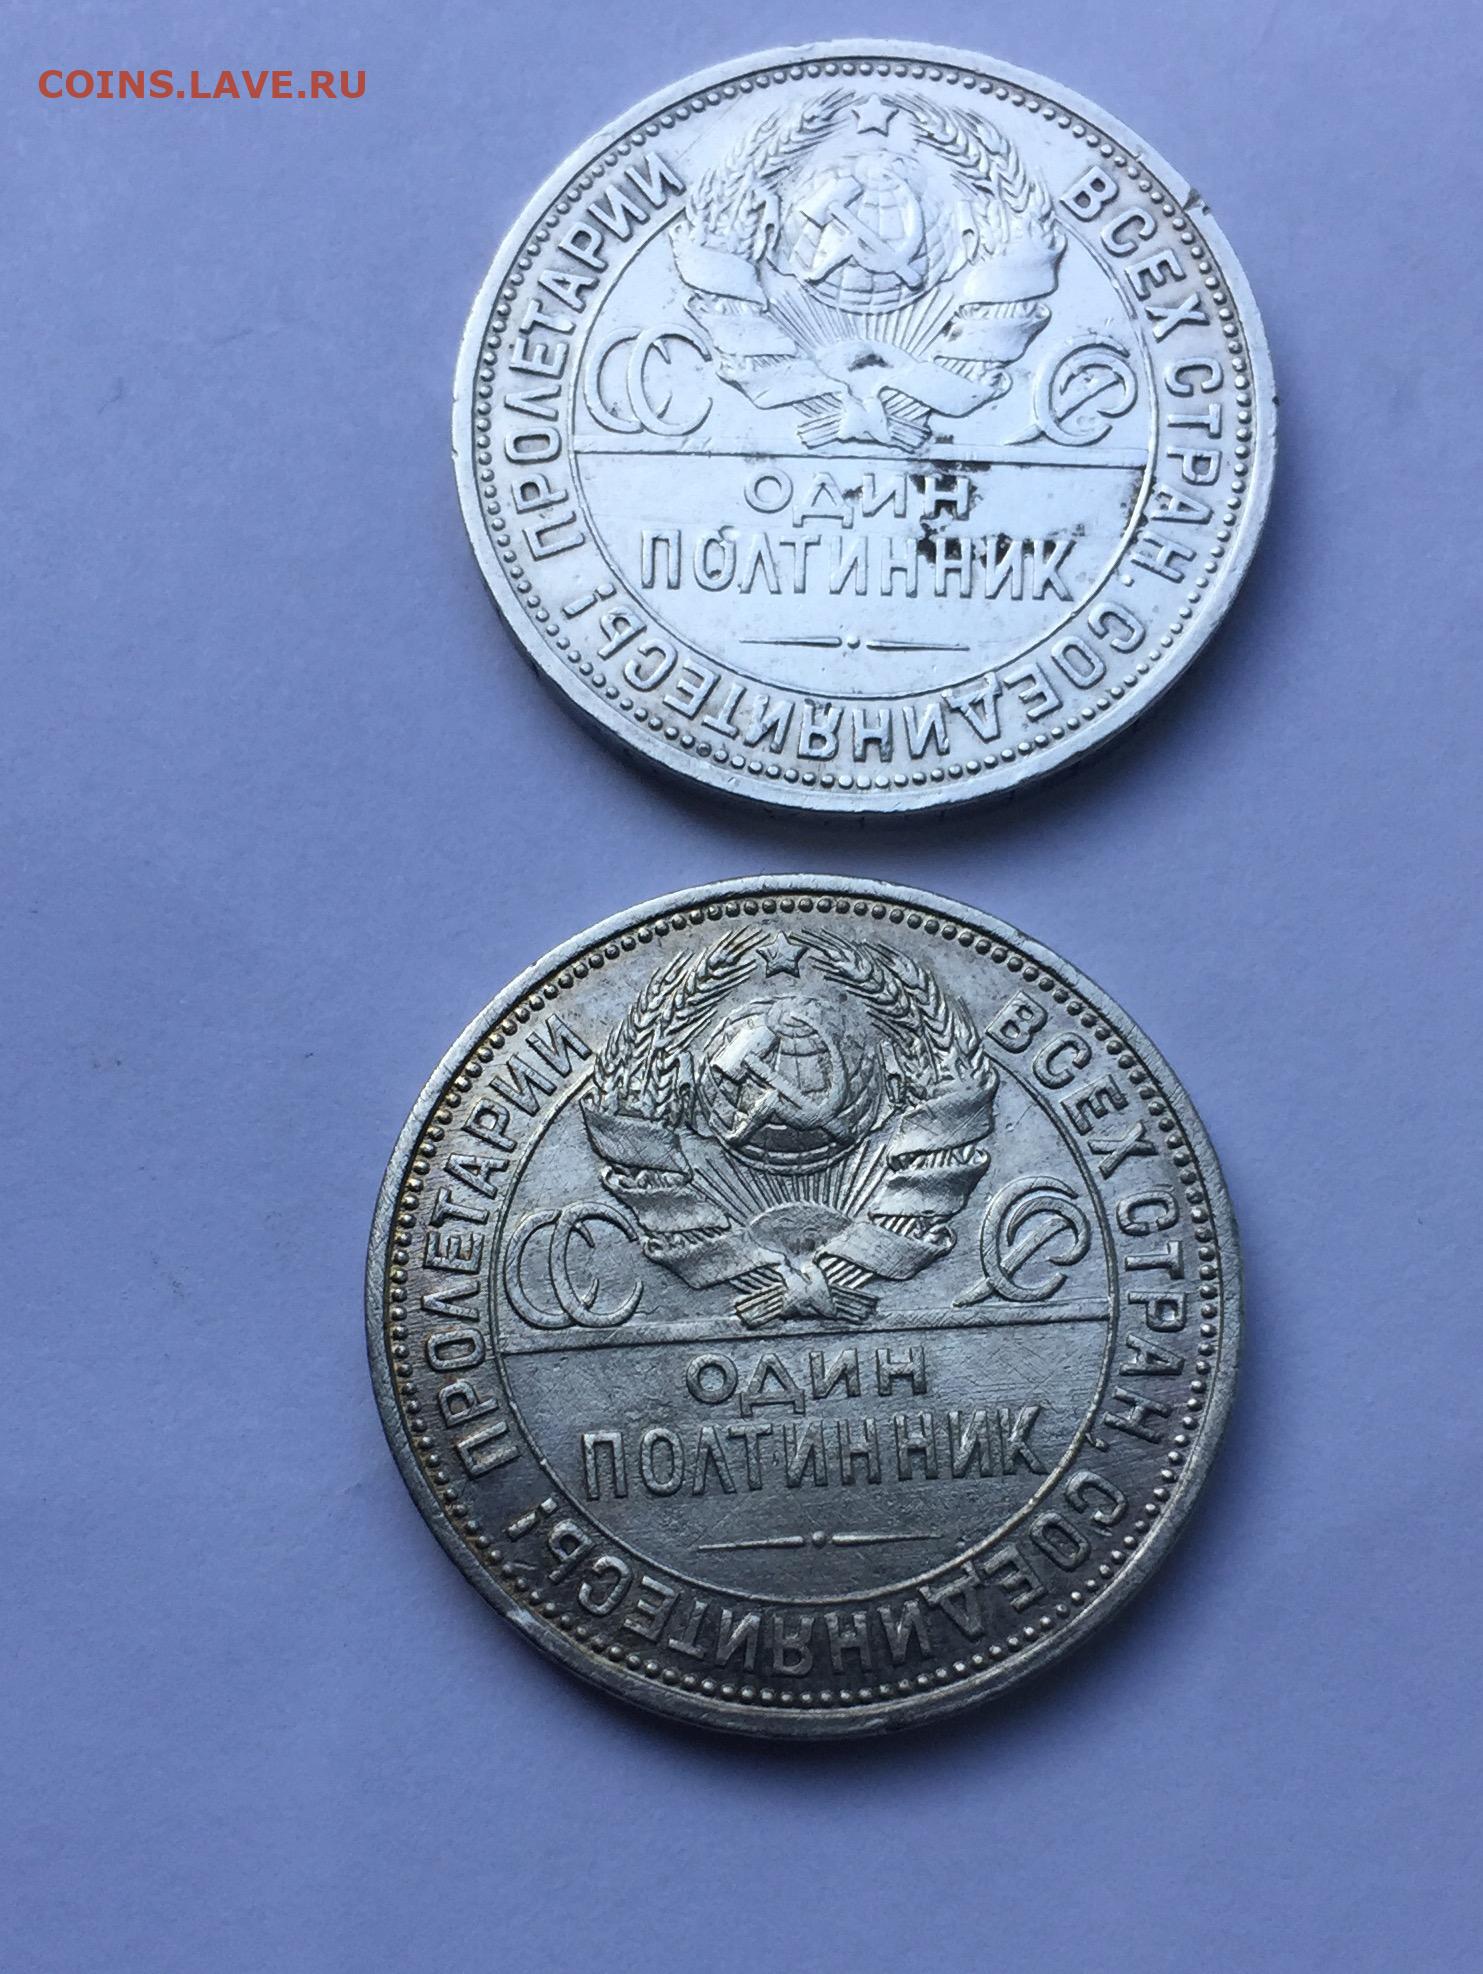 COINS.LAVE.RU
ПРОЛЕТАРИИ ВСЕХ СТРАН, СОЕДИНЯЙТЕСЬ!
СССР
ОДИН
ПОЛТИННИК
ПРОЛЕТАРИИ ВСЕХ СТРАН, СОЕДИНЯЙТЕСЬ!
СССР
ОДИН
ПОЛТИННИК